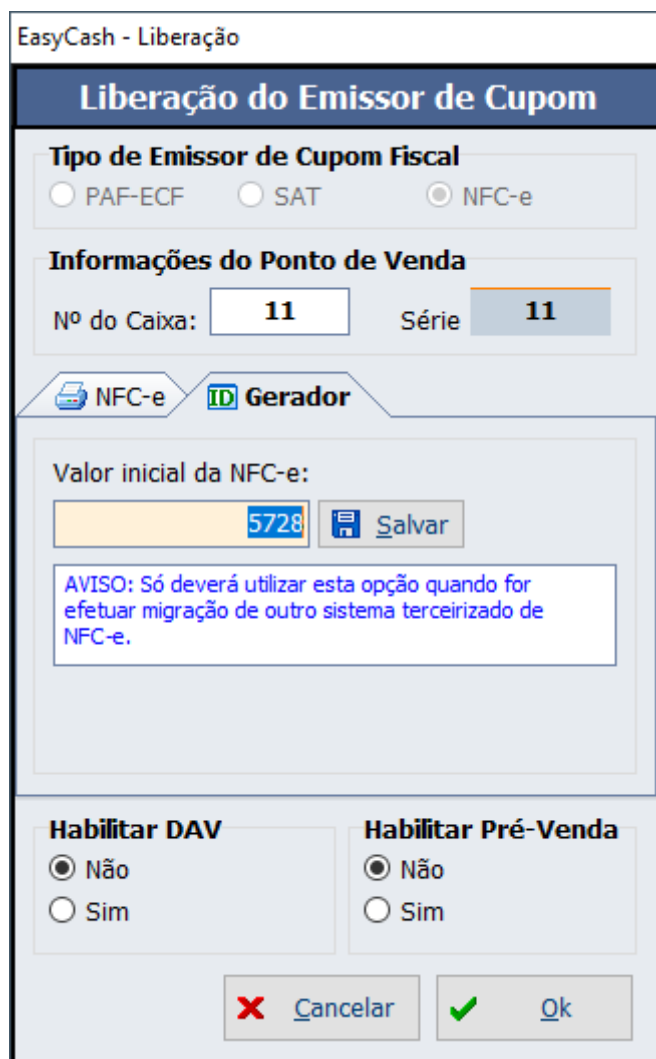 EasyCash - Liberação
Liberação do Emissor de Cupom
Tipo de Emissor de Cupom Fiscal
PAF-ECF SAT NFC-e
Informações do Ponto de Venda
Nº do Caixa: 11 Série 11
NFC-e ID Gerador
Valor inicial da NFC-e:
5728 Salvar
AVISO: Só deverá utilizar esta opção quando for
efetuar migração de outro sistema terceirizado de
NFC-e.
Habilitar DAV Habilitar Pré-Venda
Não Não
Sim Sim
Cancelar Ok